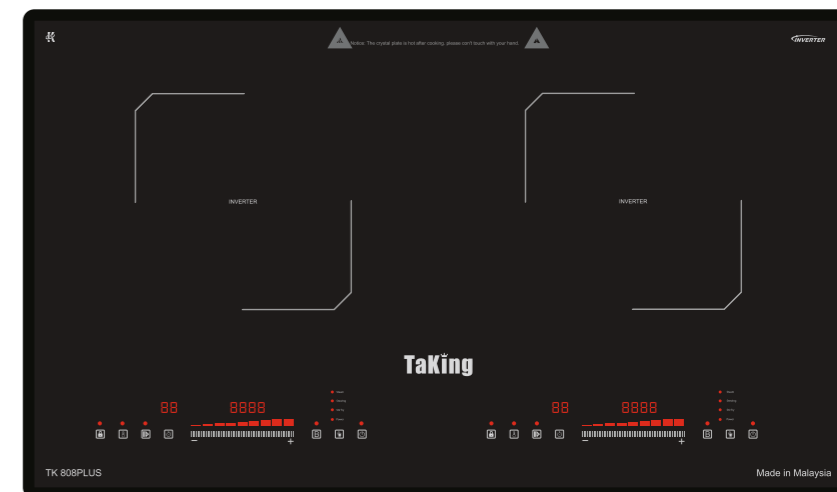 Notice: The crystal plate is hot after cooking, please can't touch with your hand.
INVERTER
INVERTER
INVERTER
TaKing
88 8888
88 8888
− +
− +
TK 808PLUS
Made in Malaysia